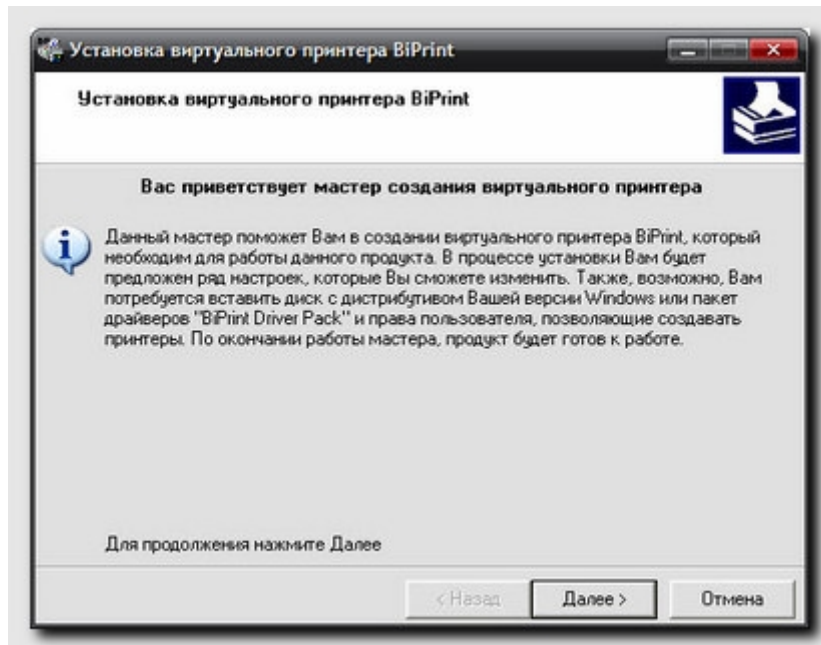 Установка виртуального принтера BiPrint
Установка виртуального принтера BiPrint
Вас приветствует мастер создания виртуального принтера
Данный мастер поможет Вам в создании виртуального принтера BiPrint, который
необходим для работы данного продукта. В процессе установки Вам будет
предложен ряд настроек, которые Вы сможете изменить. Также, возможно, Вам
потребуется вставить диск с дистрибутивом Вашей версии Windows или пакет
драйверов "BiPrint Driver Pack" и права пользователя, позволяющие создавать
принтеры. По окончании работы мастера, продукт будет готов к работе.
Для продолжения нажмите Далее
< Назад
Далее >
Отмена